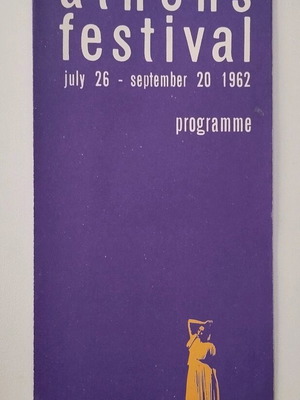 athens
festival
july 26 - september 20 1962
programme